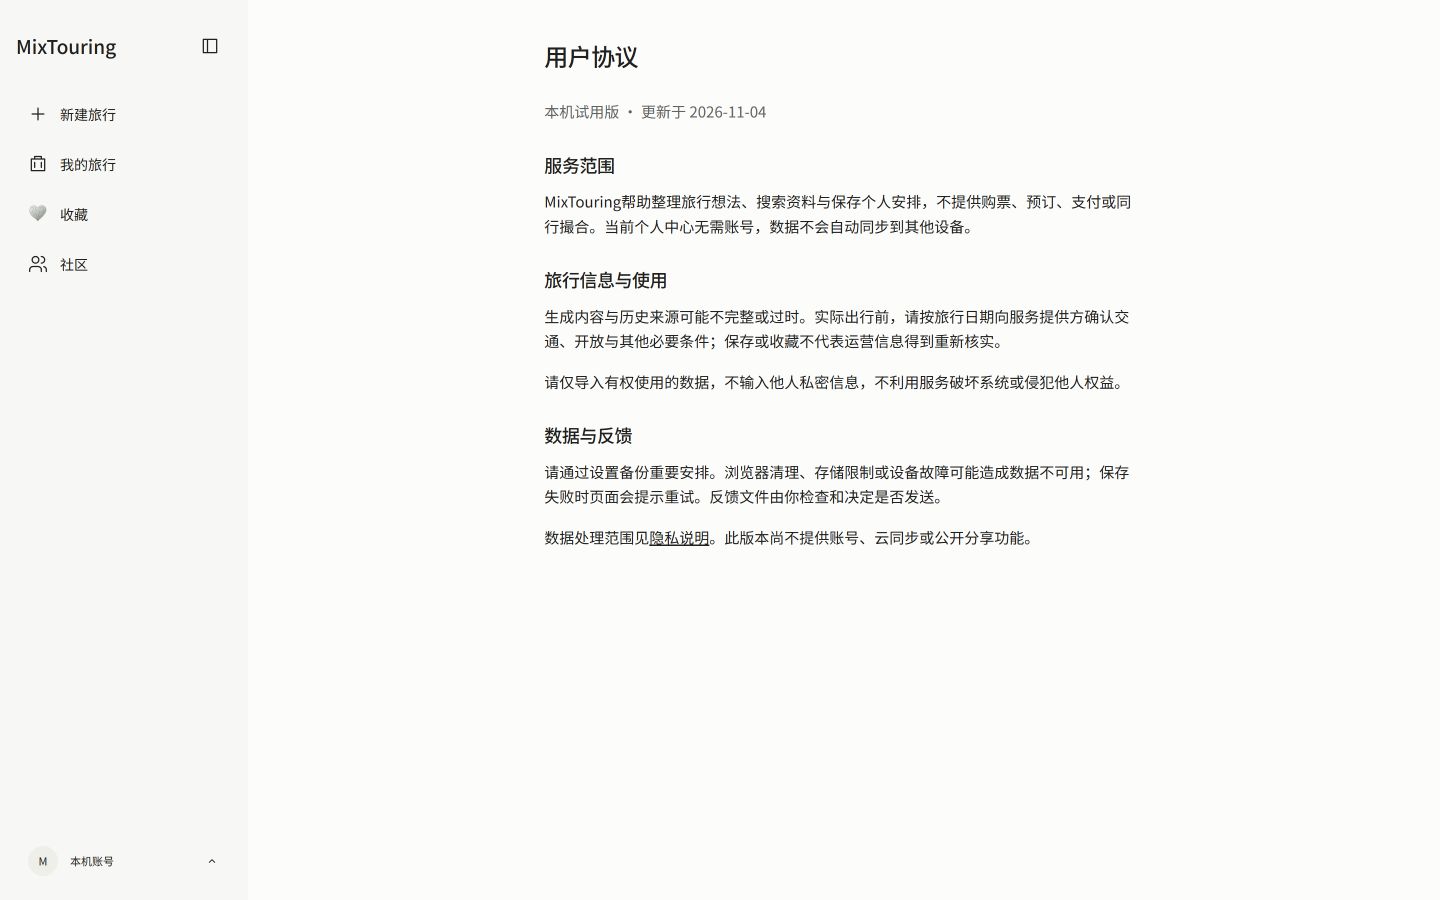 MixTouring
新建旅行
我的旅行
收藏
社区
M
本机账号
用户协议
本机试用版 · 更新于 2026-11-04
服务范围
MixTouring帮助整理旅行想法、搜索资料与保存个人安排，不提供购票、预订、支付或同
行撮合。当前个人中心无需账号，数据不会自动同步到其他设备。
旅行信息与使用
生成内容与历史来源可能不完整或过时。实际出行前，请按旅行日期向服务提供方确认交
通、开放与其他必要条件；保存或收藏不代表运营信息得到重新核实。
请仅导入有权使用的数据，不输入他人私密信息，不利用服务破坏系统或侵犯他人权益。
数据与反馈
请通过设置备份重要安排。浏览器清理、存储限制或设备故障可能造成数据不可用；保存
失败时页面会提示重试。反馈文件由你检查和决定是否发送。
数据处理范围见隐私说明。此版本尚不提供账号、云同步或公开分享功能。